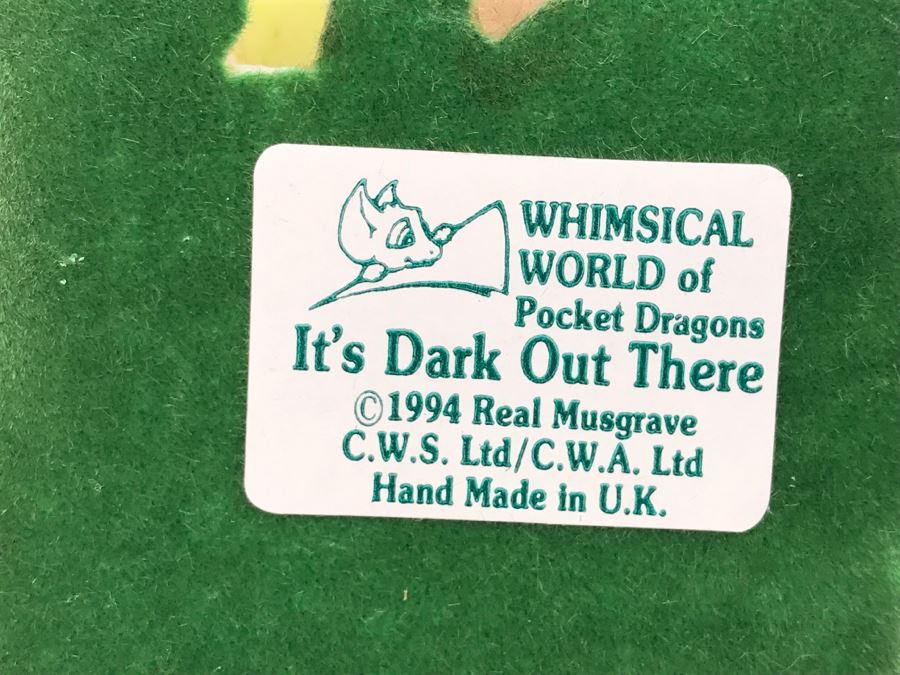 WHIMSICAL
WORLD of
Pocket Dragons
It's Dark Out There
©1994 Real Musgrave
C.W.S. Ltd/C.W.A. Ltd
Hand Made in U.K.